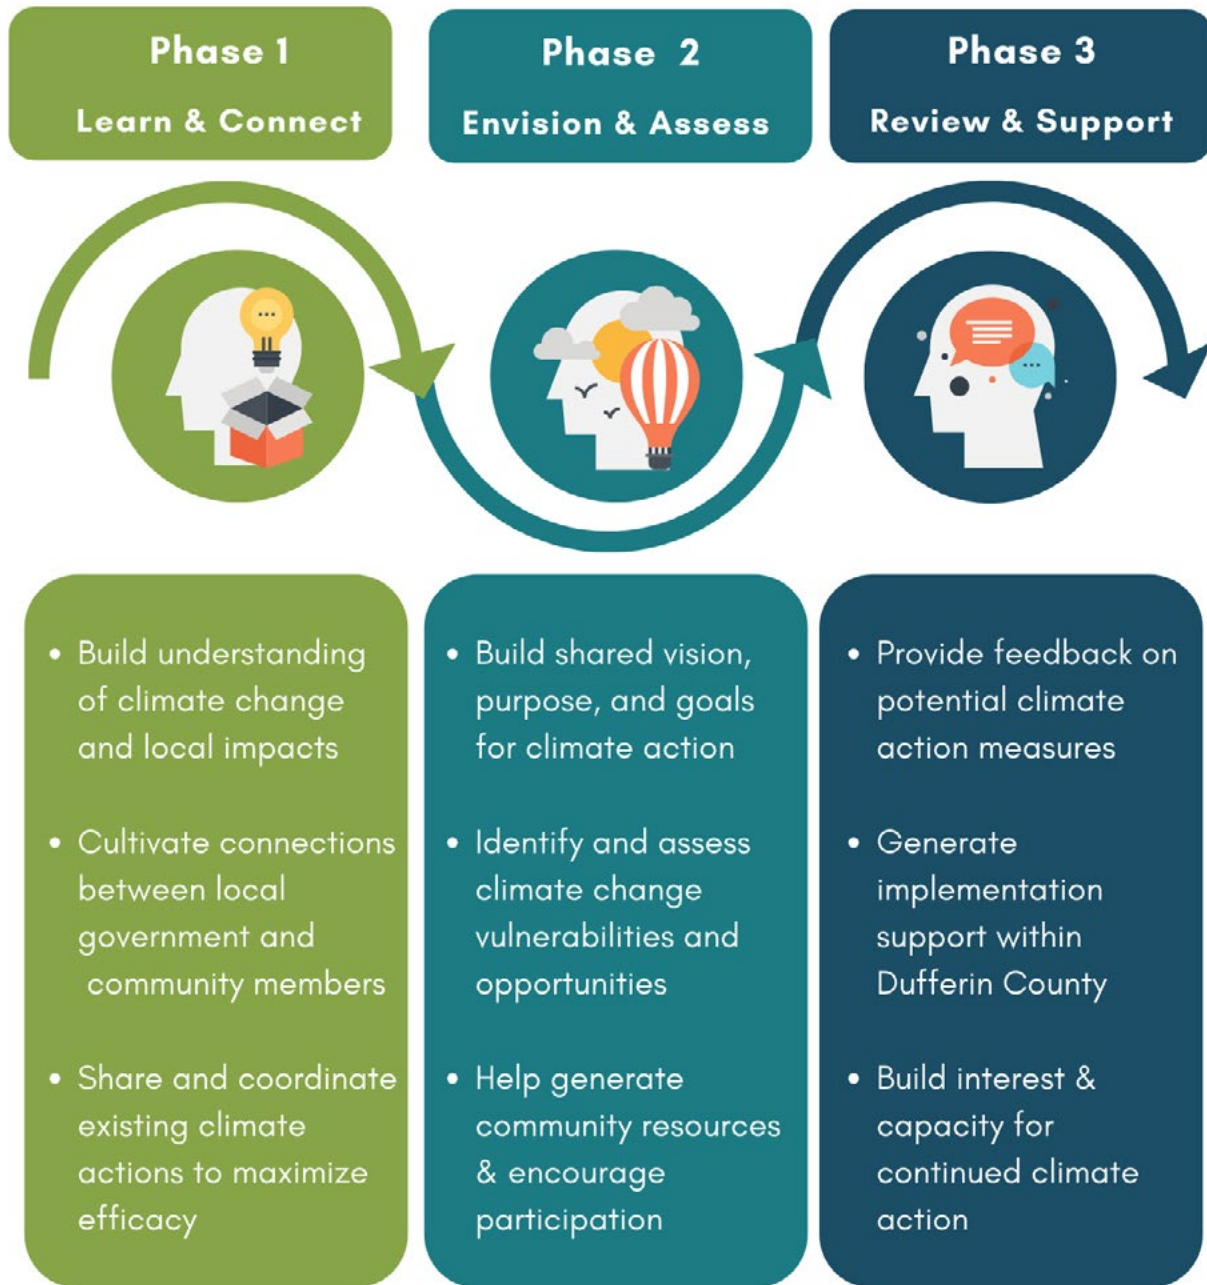 Phase 1
Learn & Connect
Phase 2
Envision & Assess
Phase 3
Review & Support
• Build understanding
of climate change
and local impacts
• Cultivate connections
between local
government and
community members
• Share and coordinate
existing climate
actions to maximize
efficacy
• Build shared vision,
purpose, and goals
for climate action
• Identify and assess
climate change
vulnerabilities and
opportunities
• Help generate
community resources
& encourage
participation
• Provide feedback on
potential climate
action measures
• Generate
implementation
support within
Dufferin County
• Build interest &
capacity for
continued climate
action